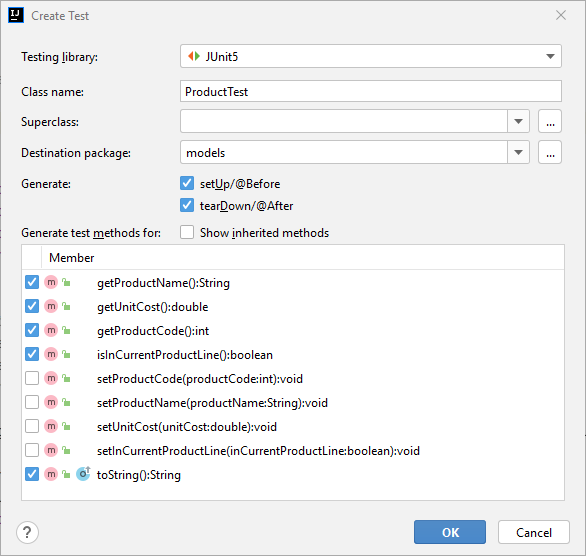 IJ Create Test
Testing library: JUnit5
Class name: ProductTest
Superclass: ...
Destination package: models ...
Generate: setUp/@Before
tearDown/@After
Generate test methods for: Show inherited methods
Member
m getProductName():String
m getUnitCost():double
m getProductCode():int
m isInCurrentProductLine():boolean
m setProductCode(productCode:int):void
m setProductName(productName:String):void
m setUnitCost(unitCost:double):void
m setInCurrentProductLine(inCurrentProductLine:boolean):void
m toString():String
? OK Cancel